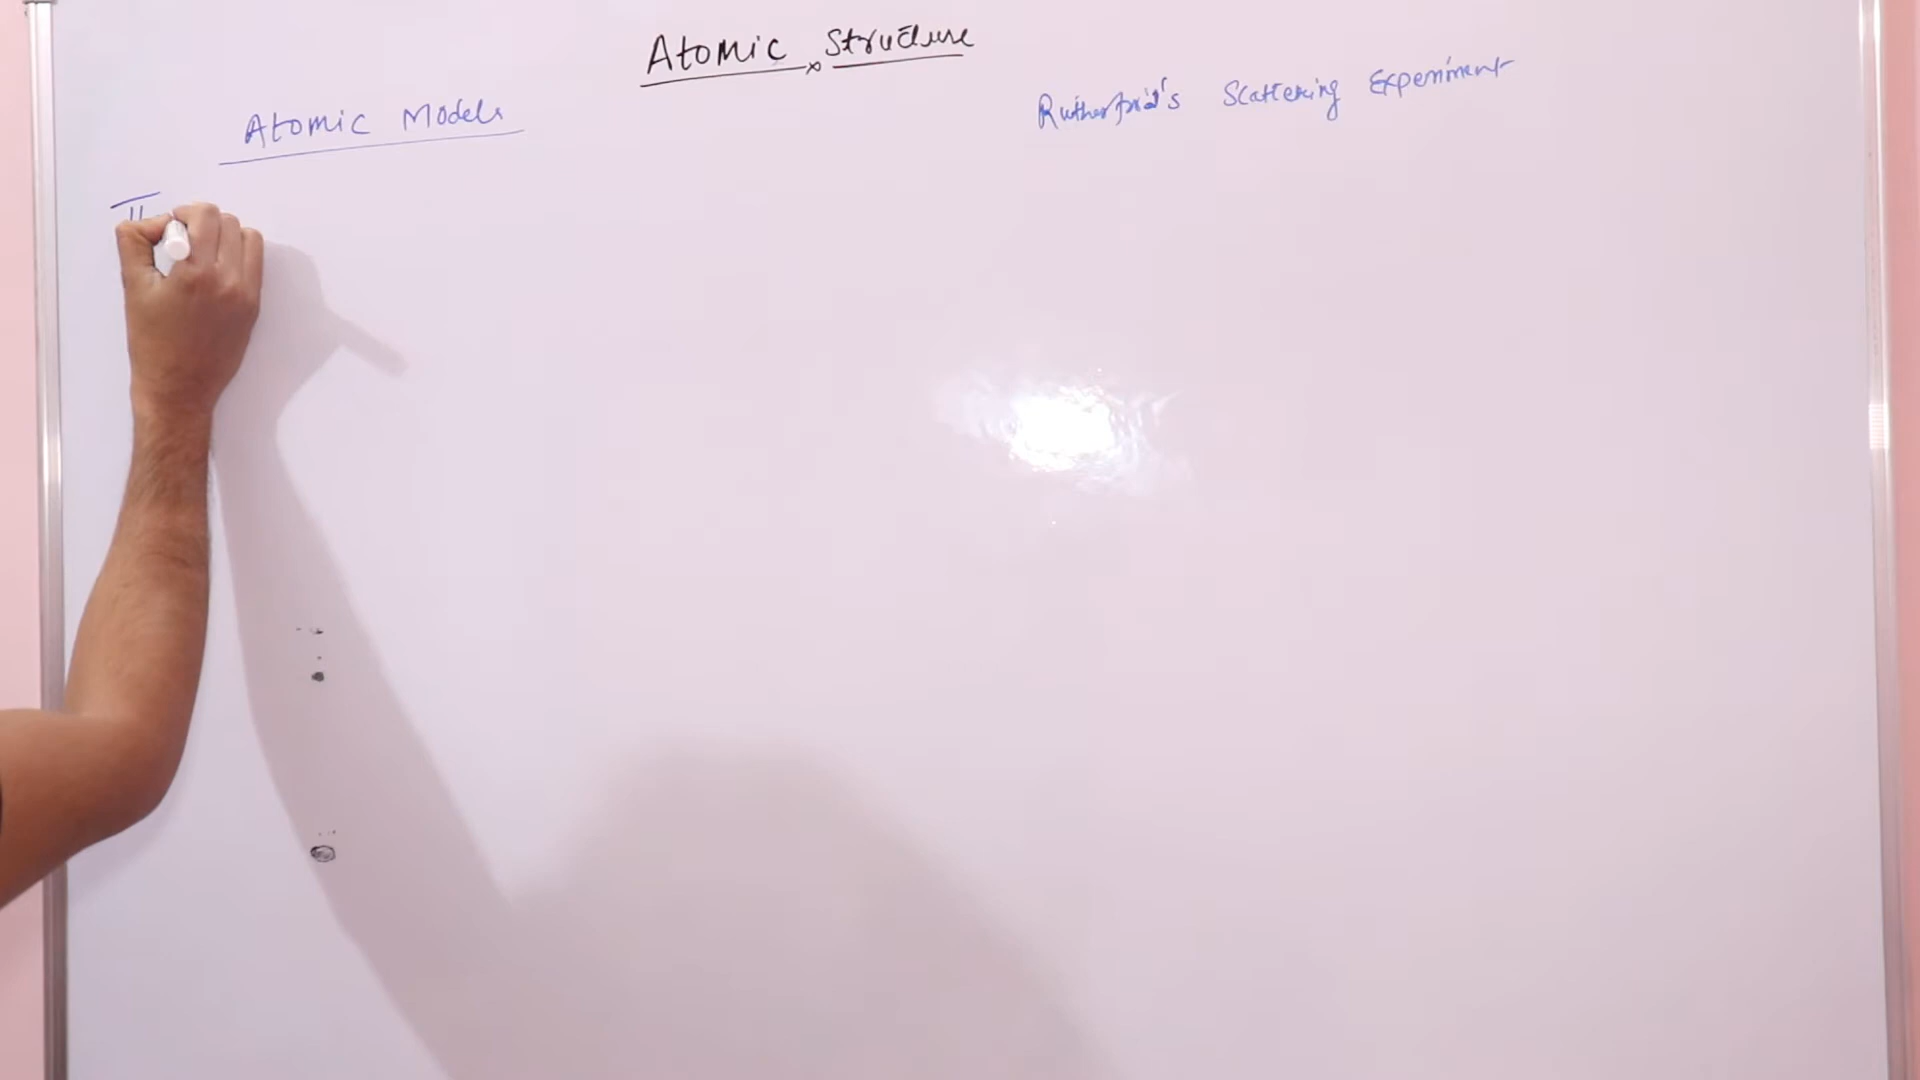 Atomic Structure
Atomic Models
Rutherford's Scattering Experiment